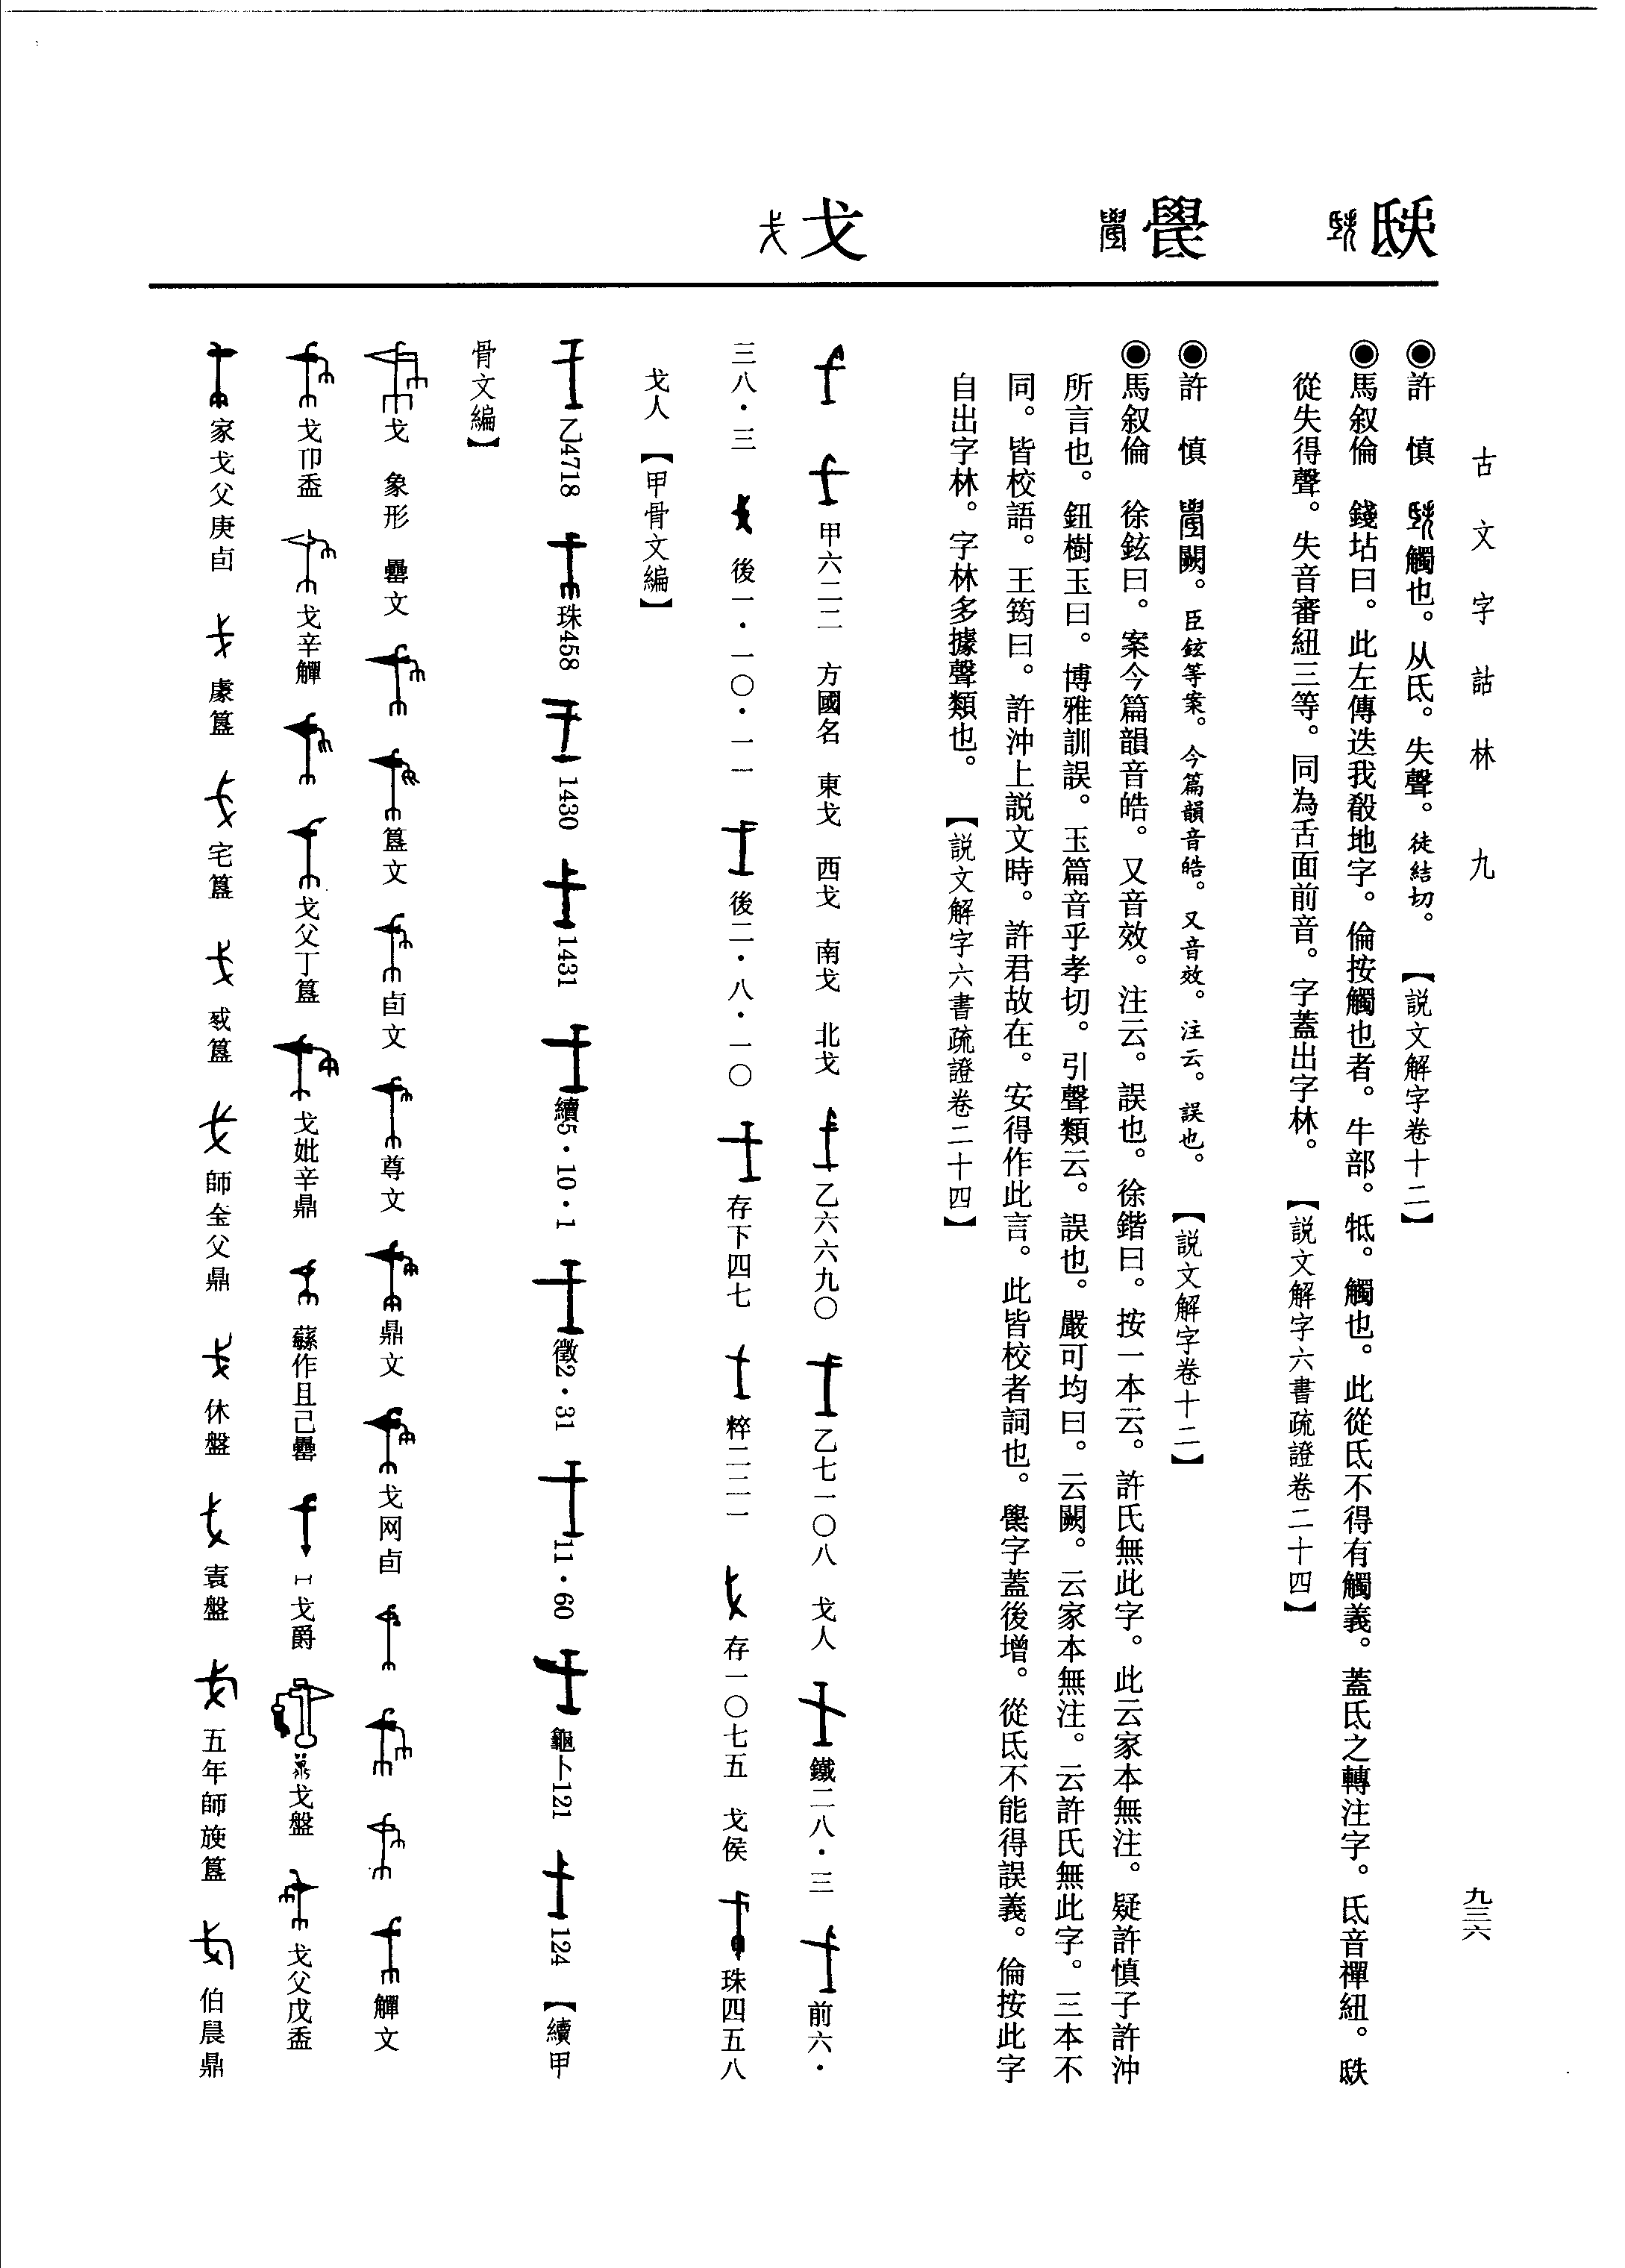 古文字詁林 九
九三六
戈
●許 慎 觸也。从氐。失聲。徒結切。【説文解字卷十二】
●馬叙倫 錢坫曰。此左傳迭我殽地字。倫按觸也者。牛部。牴。觸也。此從氐不得有觸義。蓋氐之轉注字。氐音禪紐。
從失得聲。失音審紐三等。同為舌面前音。字蓋出字林。【説文解字六書疏證卷二十四】
●許 慎 闕。臣鉉等案。今篇韻音皓。又音效。注云。誤也。【説文解字卷十二】
●馬叙倫 徐鉉曰。案今篇韻音皓。又音效。注云。誤也。徐鍇曰。按一本云。許氏無此字。此云家本無注。疑許慎子許沖
所言也。鈕樹玉曰。博雅訓誤。玉篇音乎孝切。引聲類云。誤也。嚴可均曰。云闕。云家本無注。云許氏無此字。三本不
同。皆校語。王筠曰。許沖上説文時。許君故在。安得作此言。此皆校者詞也。字蓋後增。從氐不能得誤義。倫按此字
自出字林。字林多據聲類也。【説文解字六書疏證卷二十四】
甲六二二 方國名 東戈 西戈 南戈 北戈 乙六六九〇 乙七一〇八 戈人 鐵二八・三 前六・
三八・三 後一・一〇・一一 後二・八・一〇 存下四七 粹二二一 存一〇七五 戈侯 珠四五八
戈人【甲骨文編】
乙4718 珠458 1430 1431 續5・10・1 徵2・31 11・60 龜卜121 124【續甲
骨文編】
戈 象形 罍文 簋文 卣文 尊文 鼎文 戈网卣 觶文
戈卬盉 戈辛觶 戈父丁簋 戈妣辛鼎 蘇作且己罍 戈爵 戈盤 戈父戊盉
家戈父庚卣 簋 宅簋 簋 師父鼎 休盤 袁盤 五年師旋簋 伯晨鼎